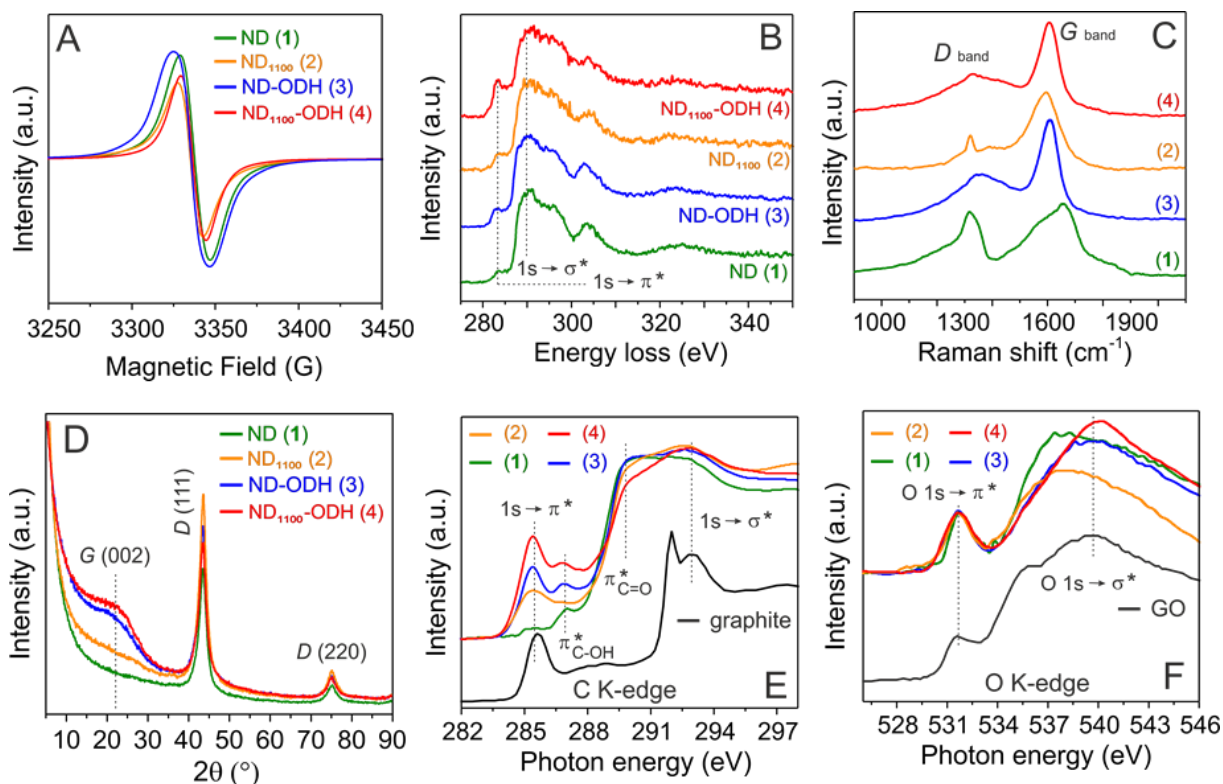 A
ND (1)
ND₁₁₀₀ (2)
ND-ODH (3)
ND₁₁₀₀-ODH (4)
Intensity (a.u.)
3250 3300 3350 3400 3450
Magnetic Field (G)
B
ND₁₁₀₀-ODH (4)
ND₁₁₀₀ (2)
ND-ODH (3)
ND (1)
1s→σ*
1s→π*
Intensity (a.u.)
280 300 320 340
Energy loss (eV)
C
G band
D band
(4)
(2)
(3)
(1)
Intensity (a.u.)
1000 1300 1600 1900
Raman shift (cm⁻¹)
D
ND (1)
ND₁₁₀₀ (2)
ND-ODH (3)
ND₁₁₀₀-ODH (4)
D (111)
G (002)
D (220)
Intensity (a.u.)
10 20 30 40 50 60 70 80 90
2θ (°)
(2) (4)
(1) (3)
1s→π*
1s→σ*
π*C=O
graphite
π*C-OH
C K-edge
E
Intensity (a.u.)
282 285 288 291 294 297
Photon energy (eV)
(2) (4)
(1) (3)
O 1s→π*
O 1s→σ*
GO
O K-edge
F
Intensity (a.u.)
528 531 534 537 540 543 546
Photon energy (eV)